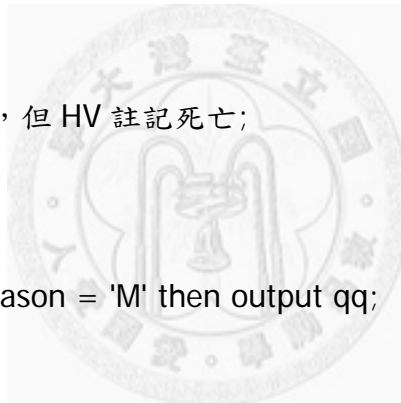 ，但 HV 註記死亡;
ason = 'M' then output qq;